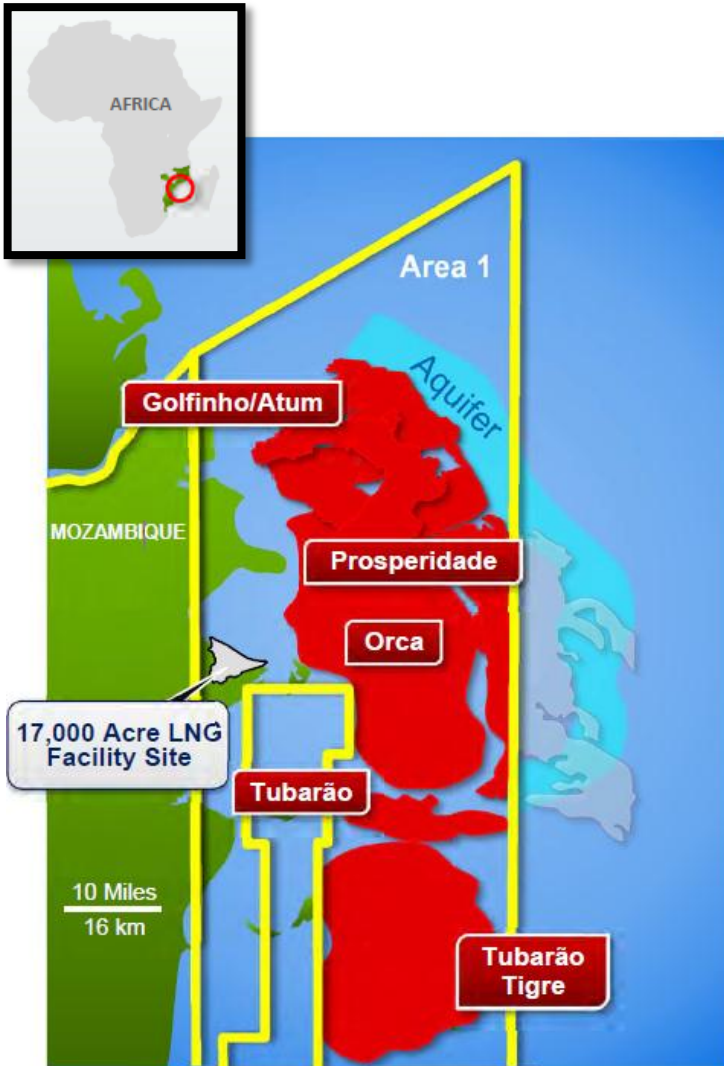 AFRICA
Area 1
Aquifer
Golfinho/Atum
MOZAMBIQUE
Prosperidade
Orca
17,000 Acre LNG
Facility Site
Tubarão
10 Miles
16 km
Tubarão
Tigre